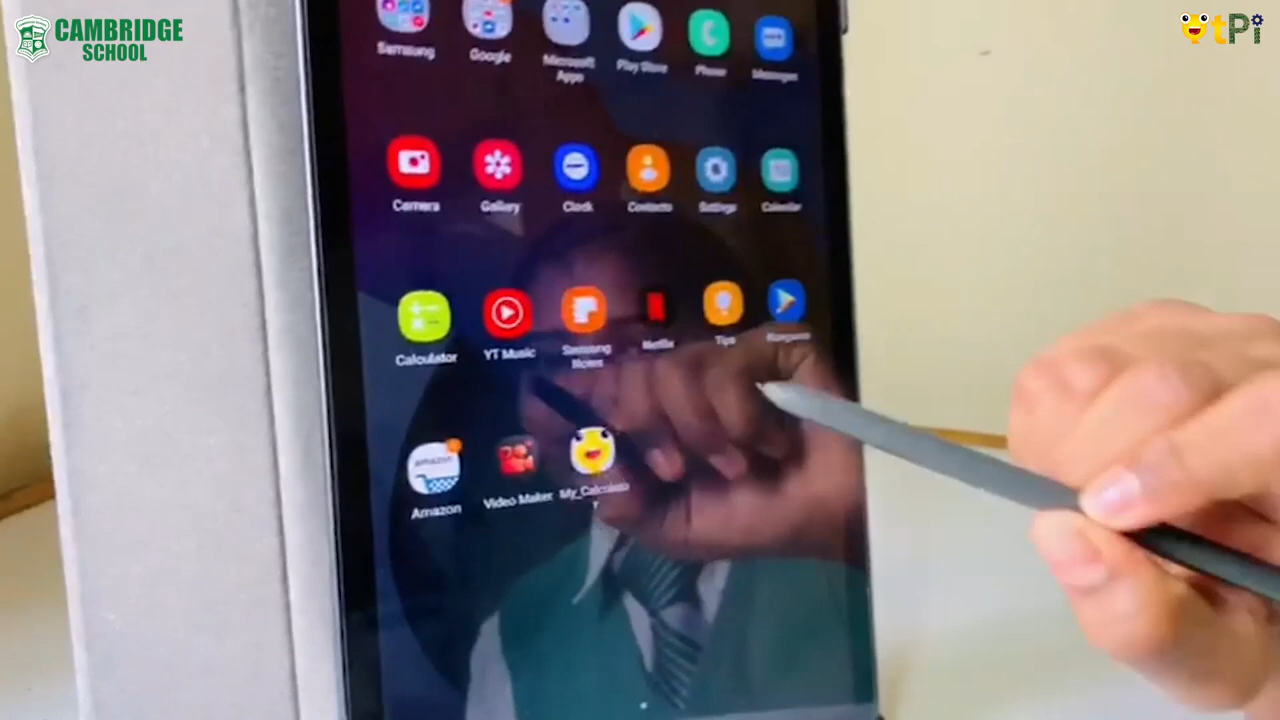 CAMBRIDGE
SCHOOL
tPi
Samsung
Google
Microsoft
Apps
Play Store
Phone
Messages
Camera
Gallery
Clock
Contacts
Settings
Calendar
Calculator
YT Music
Samsung
Notes
Netflix
Tips
amazon
Amazon
Video Maker
My_Calculato
r